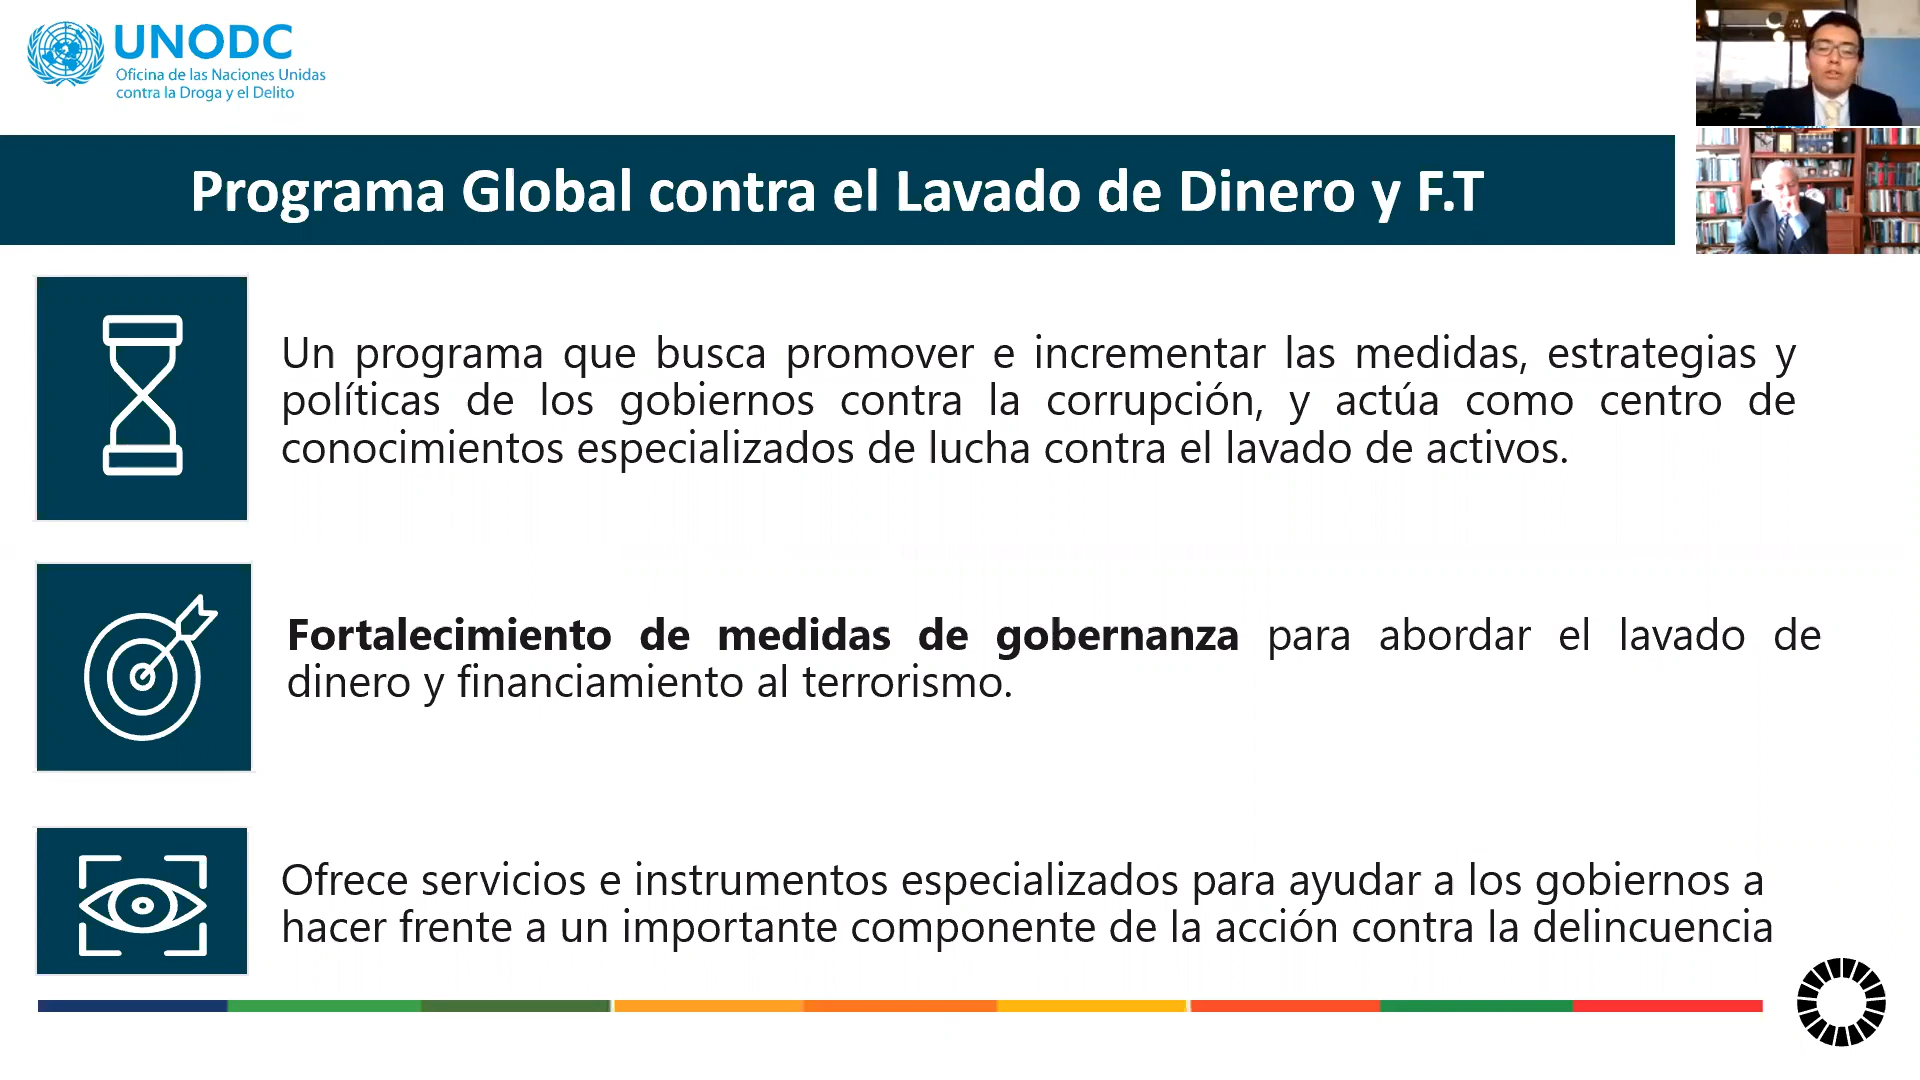 UNODC
Oficina de las Naciones Unidas
contra la Droga y el Delito
Programa Global contra el Lavado de Dinero y F.T
Un programa que busca promover e incrementar las medidas, estrategias y
políticas de los gobiernos contra la corrupción, y actúa como centro de
conocimientos especializados de lucha contra el lavado de activos.
Fortalecimiento de medidas de gobernanza para abordar el lavado de
dinero y financiamiento al terrorismo.
Ofrece servicios e instrumentos especializados para ayudar a los gobiernos a
hacer frente a un importante componente de la acción contra la delincuencia